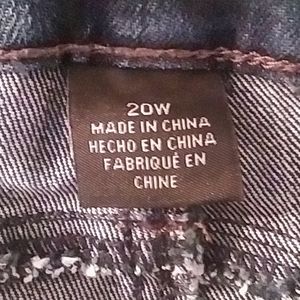 20W
MADE IN CHINA
HECHO EN CHINA
FABRIQUÉ EN
CHINE